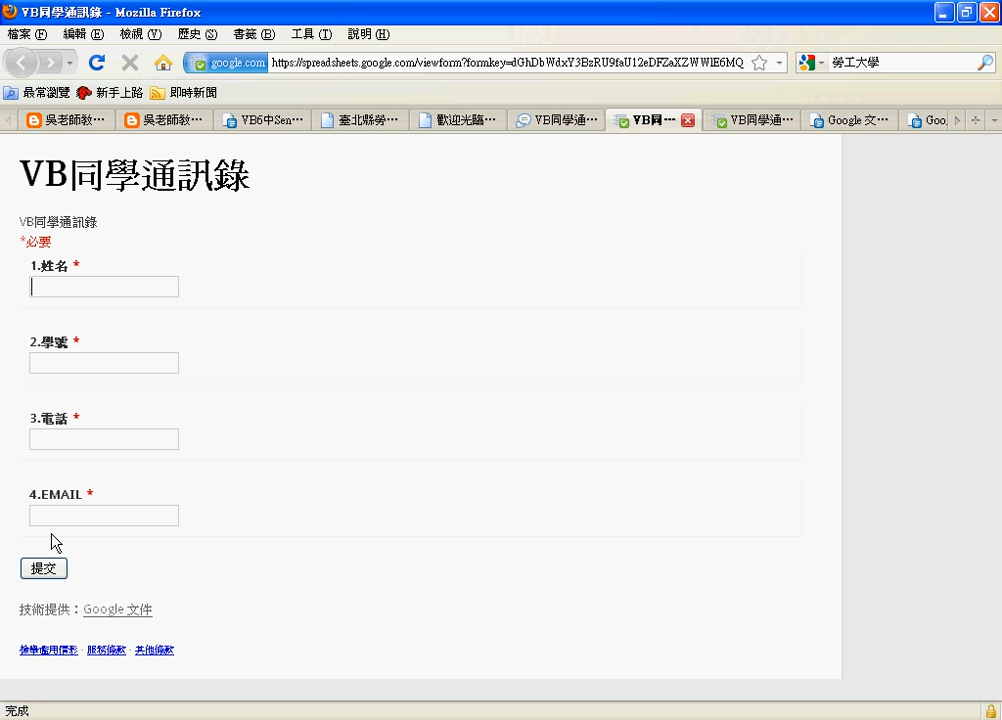 VB同學通訊錄 - Mozilla Firefox
檔案(F) 編輯(E) 檢視(V) 歷史(S) 書籤(B) 工具(T) 說明(H)
google.com https://spreadsheets.google.com/viewform?formkey=dGhDbWdxY3BzRU9faU12eDFZaXZWWlE6MQ 勞工大學
最常瀏覽 新手上路 即時新聞
吳老師教… 吳老師教… VB6中Sen… 臺北縣勞… 歡迎光臨… VB同學通… VB同… VB同學通… Google 文… Goo
VB同學通訊錄
VB同學通訊錄
*必要
1.姓名 *
2.學號 *
3.電話 *
4.EMAIL *
提交
技術提供：Google 文件
檢舉濫用情形 - 服務條款 - 其他條款
完成